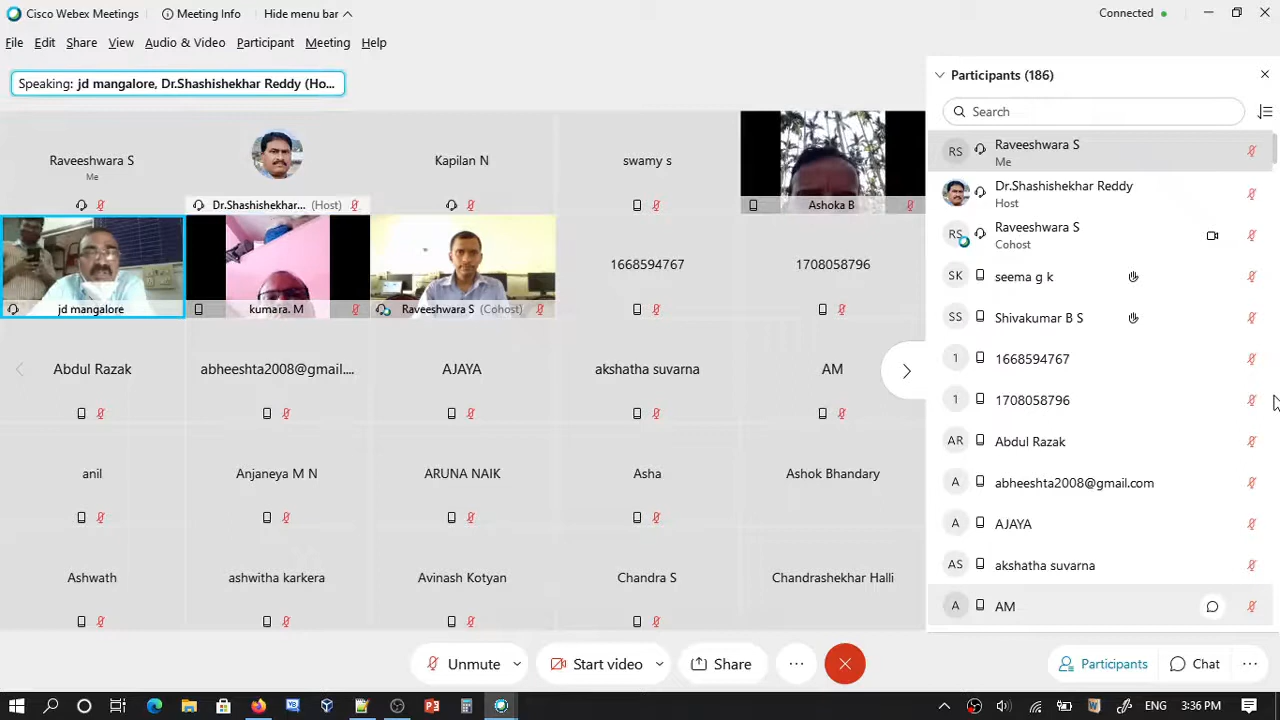 Cisco Webex Meetings
Meeting Info
Hide menu bar
Connected
File Edit Share View Audio & Video Participant Meeting Help
Speaking: jd mangalore, Dr.Shashishekhar Reddy (Ho...
Raveeshwara S
Me
Dr.Shashishekhar... (Host)
Kapilan N
swamy s
Ashoka B
jd mangalore
kumara. M
Raveeshwara S (Cohost)
1668594767
1708058796
Abdul Razak
abheeshta2008@gmail....
AJAYA
akshatha suvarna
AM
anil
Anjaneya M N
ARUNA NAIK
Asha
Ashok Bhandary
Ashwath
ashwitha karkera
Avinash Kotyan
Chandra S
Chandrashekhar Halli
Participants (186)
Search
RS
Raveeshwara S
Me
Dr.Shashishekhar Reddy
Host
RS
Raveeshwara S
Cohost
SK
seema g k
SS
Shivakumar B S
1
1668594767
1
1708058796
AR
Abdul Razak
A
abheeshta2008@gmail.com
A
AJAYA
AS
akshatha suvarna
A
AM
Unmute
Start video
Share
Participants
Chat
ENG
3:36 PM